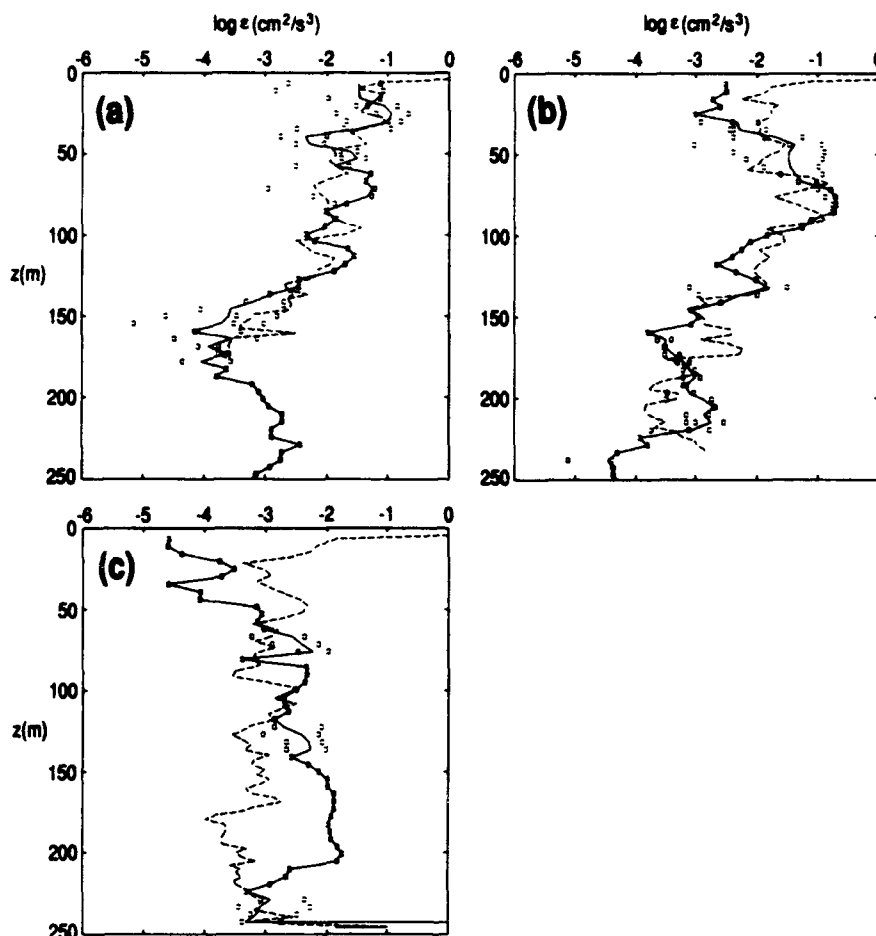 log ε (cm²/s³) log ε (cm²/s³)
-6 -5 -4 -3 -2 -1 0 -6 -5 -4 -3 -2 -1 0
0 0
(a) (b)
50 50
100 100
z(m) z(m)
150 150
200 200
250 250
-6 -5 -4 -3 -2 -1 0
0
(c)
50
100
z(m)
150
200
250